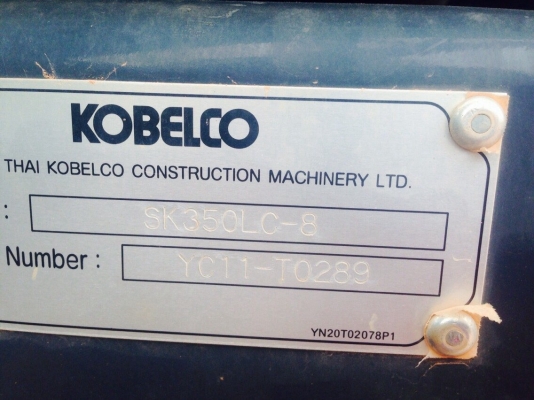 KOBELCO
THAI KOBELCO CONSTRUCTION MACHINERY LTD.
: SK350LC-8
Number : YC11-T0289
YN20T02078P1